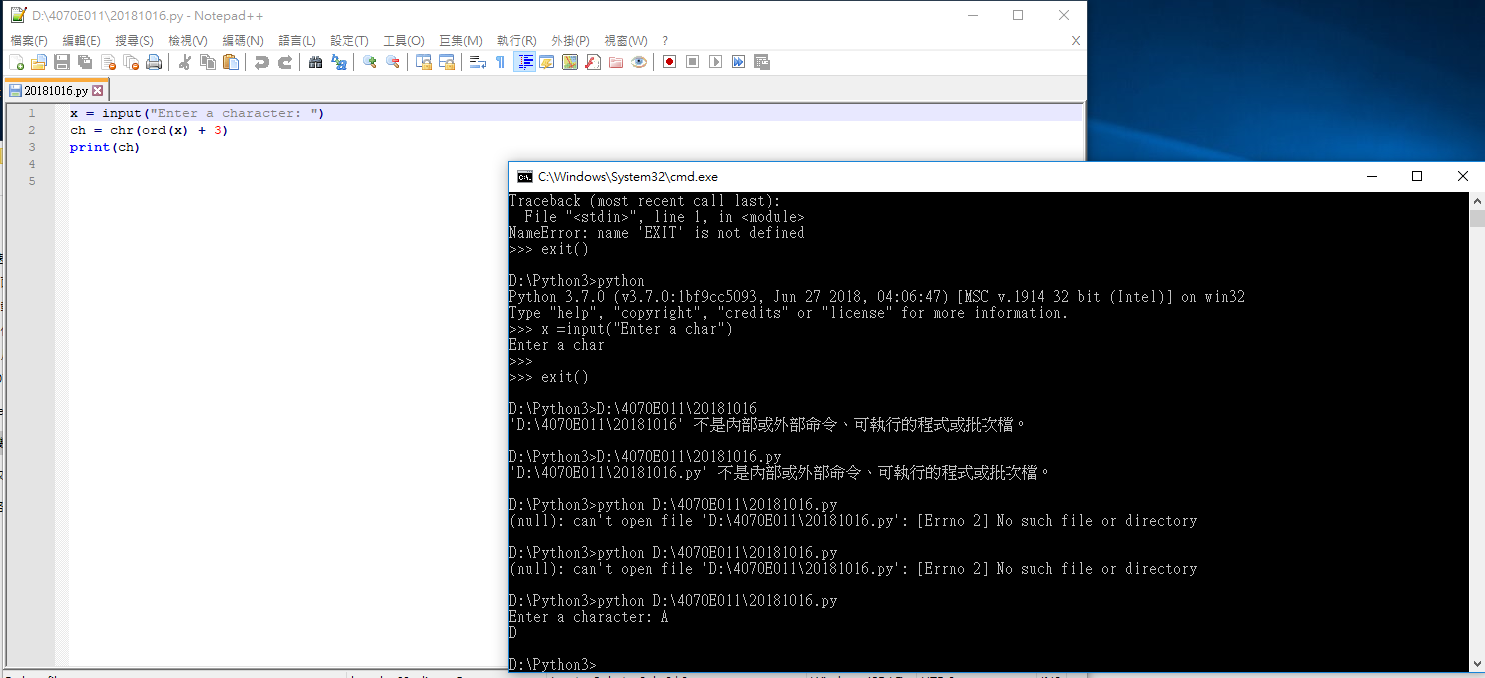 D:\4070E011\20181016.py - Notepad++
檔案(F) 編輯(E) 搜尋(S) 檢視(V) 編碼(N) 語言(L) 設定(T) 工具(O) 巨集(M) 執行(R) 外掛(P) 視窗(W) ? X
20181016.py
1 x = input("Enter a character: ")
2 ch = chr(ord(x) + 3)
3 print(ch)
4
5
C:\Windows\System32\cmd.exe
Traceback (most recent call last):
File "<stdin>", line 1, in <module>
NameError: name 'EXIT' is not defined
>>> exit()
D:\Python3>python
Python 3.7.0 (v3.7.0:1bf9cc5093, Jun 27 2018, 04:06:47) [MSC v.1914 32 bit (Intel)] on win32
Type "help", "copyright", "credits" or "license" for more information.
>>> x =input("Enter a char")
Enter a char
>>>
>>> exit()
D:\Python3>D:\4070E011\20181016
'D:\4070E011\20181016' 不是內部或外部命令、可執行的程式或批次檔。
D:\Python3>D:\4070E011\20181016.py
'D:\4070E011\20181016.py' 不是內部或外部命令、可執行的程式或批次檔。
D:\Python3>python D:\4070E011\20181016.py
(null): can't open file 'D:\4070E011\20181016.py': [Errno 2] No such file or directory
D:\Python3>python D:\4070E011\20181016.py
(null): can't open file 'D:\4070E011\20181016.py': [Errno 2] No such file or directory
D:\Python3>python D:\4070E011\20181016.py
Enter a character: A
D
D:\Python3>